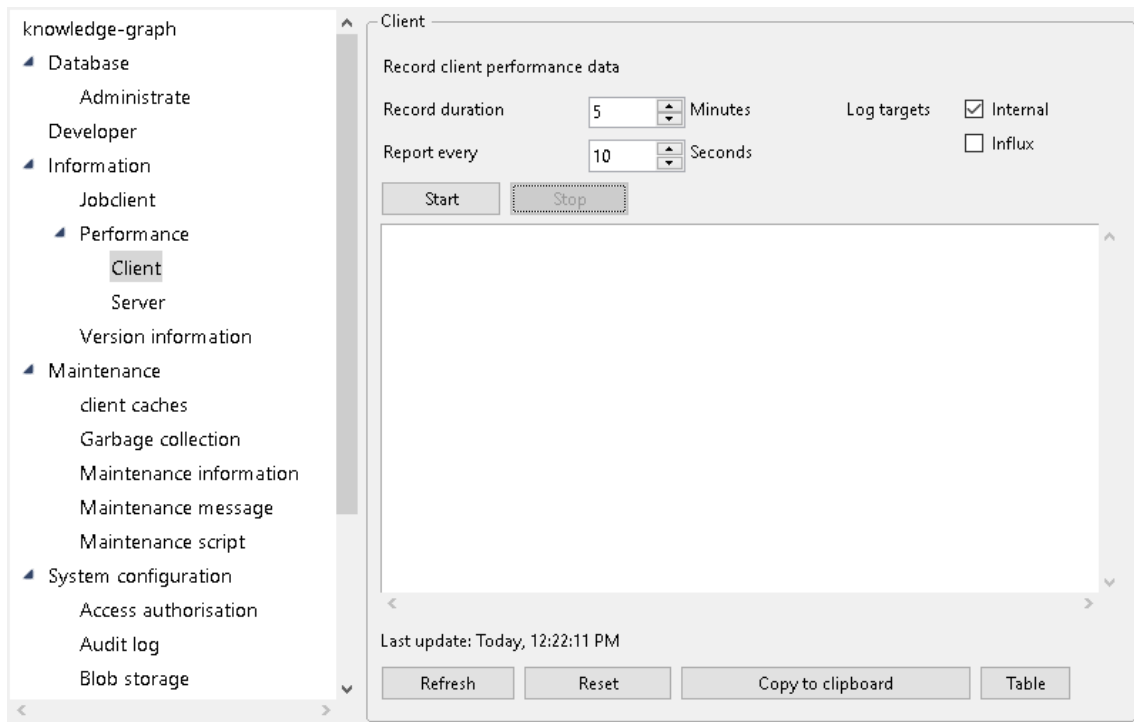 knowledge-graph
Database
Administrate
Developer
Information
Jobclient
Performance
Client
Server
Version information
Maintenance
client caches
Garbage collection
Maintenance information
Maintenance message
Maintenance script
System configuration
Access authorisation
Audit log
Blob storage
Client
Record client performance data
Record duration 5 Minutes Log targets Internal
Influx
Report every 10 Seconds
Start Stop
Last update: Today, 12:22:11 PM
Refresh Reset Copy to clipboard Table